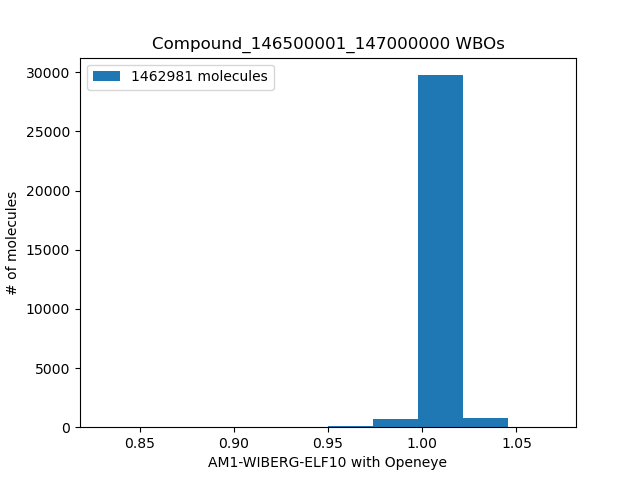 Compound_146500001_147000000 WBOs
1462981 molecules
30000
25000
20000
15000
10000
5000
0
# of molecules
0.85 0.90 0.95 1.00 1.05
AM1-WIBERG-ELF10 with Openeye